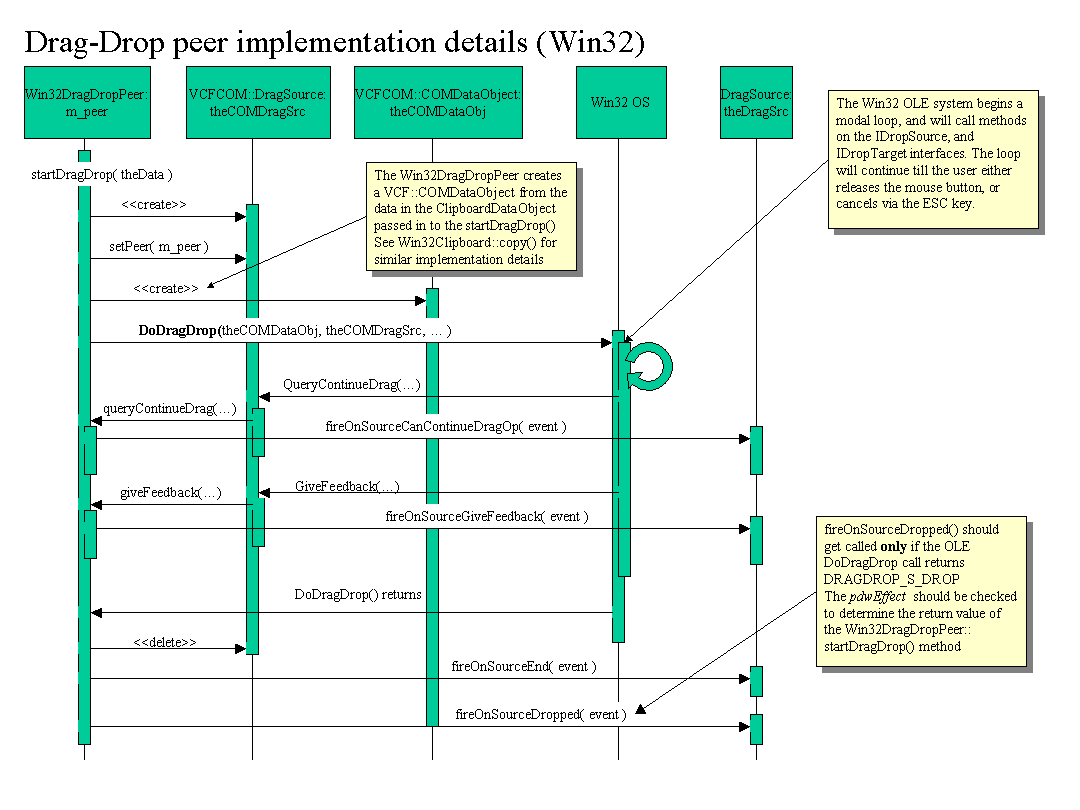 Drag-Drop peer implementation details (Win32)
Win32DragDropPeer:
m_peer
VCFCOM::DragSource:
theCOMDragSrc
VCFCOM::COMDataObject:
theCOMDataObj
Win32 OS
DragSource:
theDragSrc
The Win32 OLE system begins a
modal loop, and will call methods
on the IDropSource, and
IDropTarget interfaces. The loop
will continue till the user either
releases the mouse button, or
cancels via the ESC key.
startDragDrop( theData )
The Win32DragDropPeer creates
a VCF::COMDataObject from the
data in the ClipboardDataObject
passed in to the startDragDrop()
See Win32Clipboard::copy() for
similar implementation details
<<create>>
setPeer( m_peer )
<<create>>
DoDragDrop(theCOMDataObj, theCOMDragSrc, … )
QueryContinueDrag(…)
queryContinueDrag(…)
fireOnSourceCanContinueDragOp( event )
GiveFeedback(…)
giveFeedback(…)
fireOnSourceGiveFeedback( event )
fireOnSourceDropped() should
get called only if the OLE
DoDragDrop call returns
DRAGDROP_S_DROP
The pdwEffect should be checked
to determine the return value of
the Win32DragDropPeer::
startDragDrop() method
DoDragDrop() returns
<<delete>>
fireOnSourceEnd( event )
fireOnSourceDropped( event )